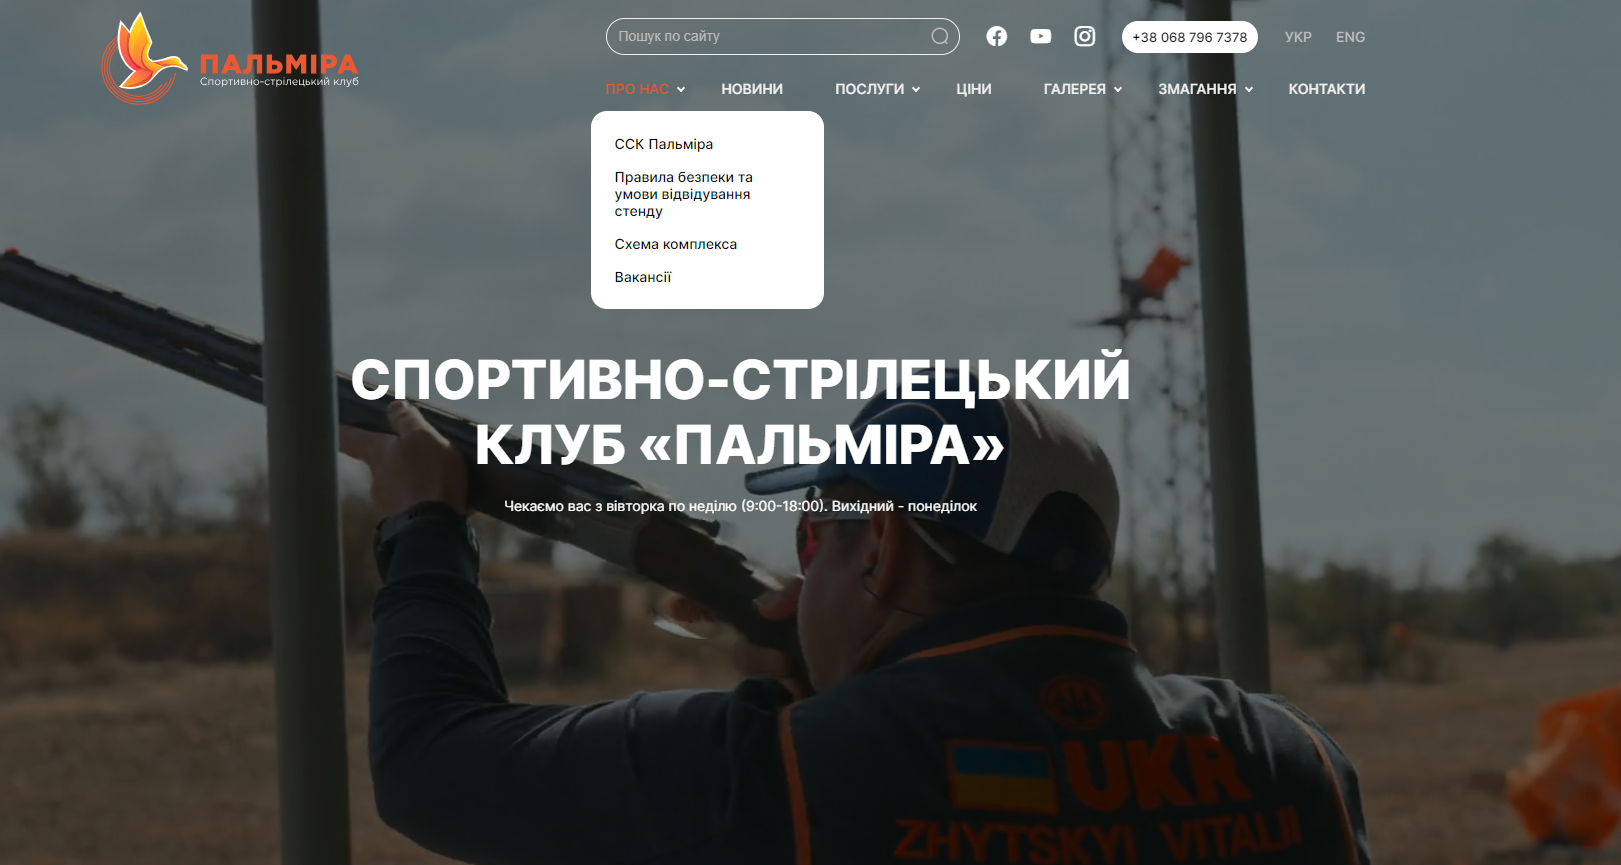 ПАЛЬМІРА
Спортивно-стрілецький клуб
Пошук по сайту
+38 068 796 7378
УКР
ENG
ПРО НАС
НОВИНИ
ПОСЛУГИ
ЦІНИ
ГАЛЕРЕЯ
ЗМАГАННЯ
КОНТАКТИ
ССК Пальміра
Правила безпеки та
умови відвідування
стенду
Схема комплекса
Вакансії
СПОРТИВНО-СТРІЛЕЦЬКИЙ
КЛУБ «ПАЛЬМІРА»
Чекаємо вас з вівторка по неділю (9:00-18:00). Вихідний - понеділок
UKR
ZHYTSKYI VITALII